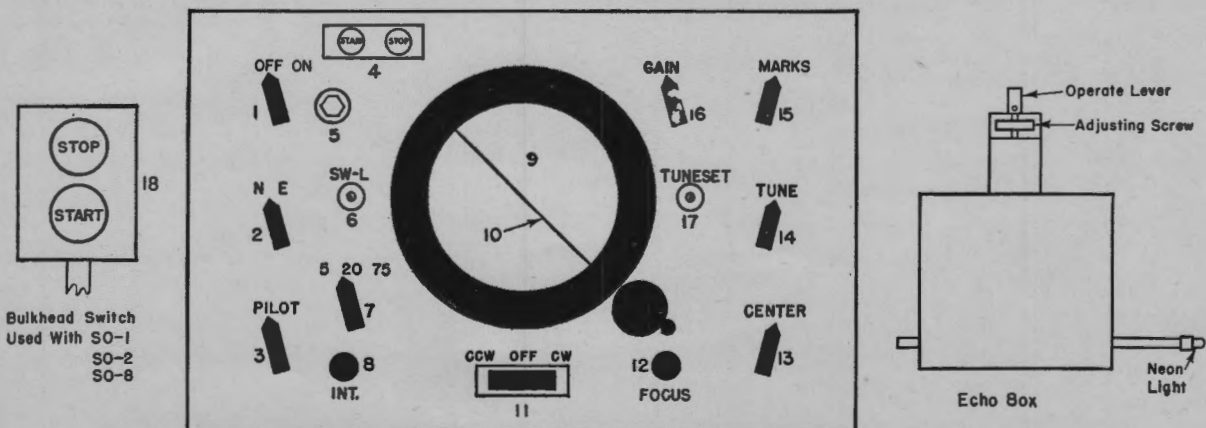 STOP
START
18
Bulkhead Switch
Used With SO-1
SO-2
SO-8
START STOP
4
OFF ON
1
5
N E
2
SW-L
6
5 20 75
7
PILOT
3
8
INT.
9
10
CCW OFF CW
11
GAIN
16
MARKS
15
TUNESET
17
TUNE
14
CENTER
13
12
FOCUS
Operate Lever
Adjusting Screw
Neon
Light
Echo Box